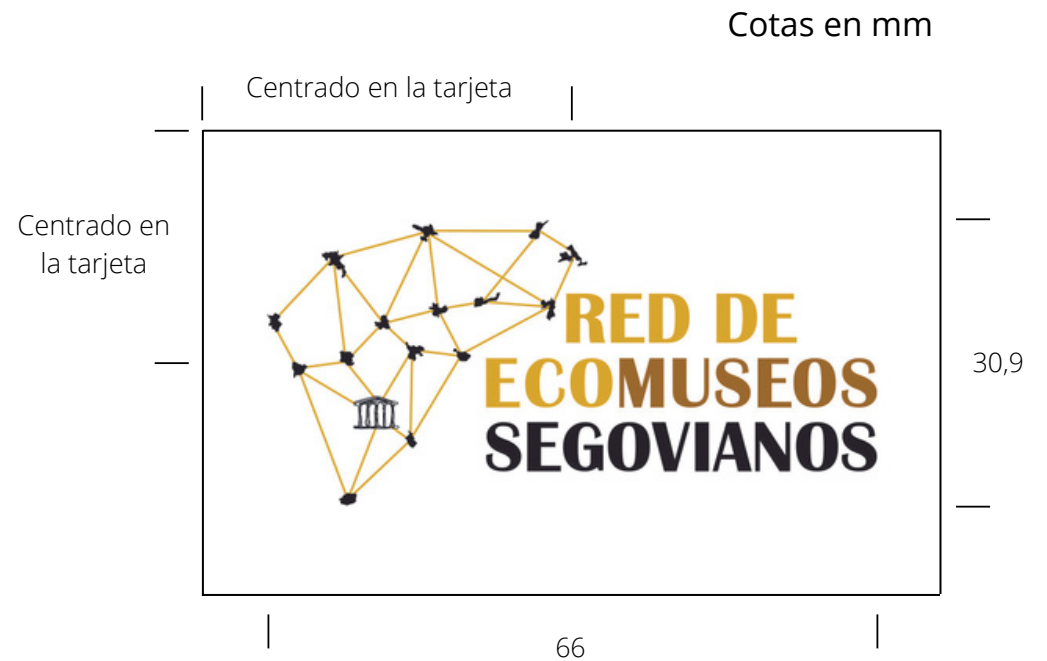 Cotas en mm
Centrado en la tarjeta
Centrado en
la tarjeta
RED DE
ECOMUSEOS
SEGOVIANOS
30,9
66